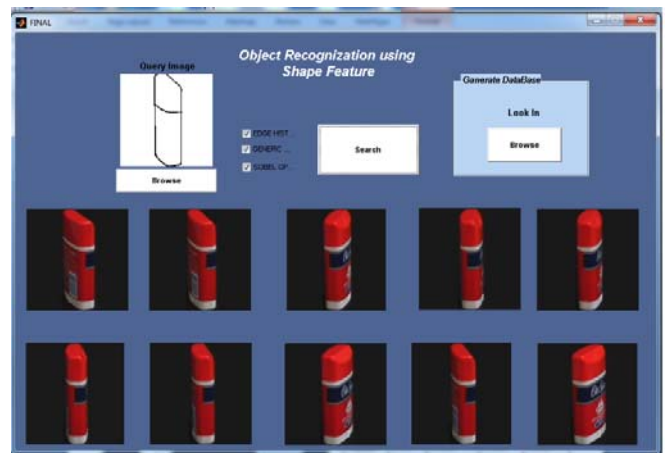 FINAL
Object Recognization using
Shape Feature
Query Image
Browse
EDGE HIST...
GENERIC ...
SOBEL OP...
Search
Generate DataBase
Look In
Browse